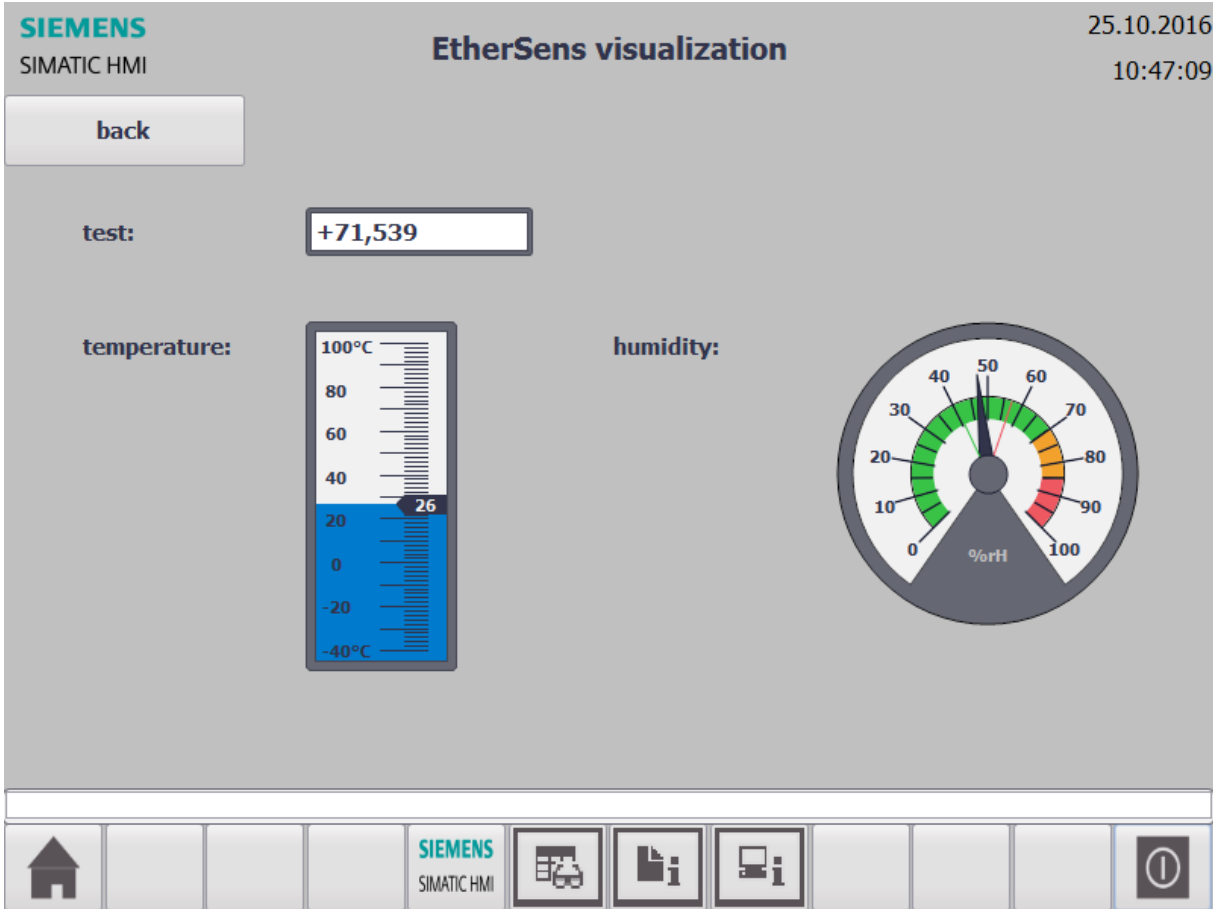 SIEMENS
SIMATIC HMI
EtherSens visualization
25.10.2016
10:47:09
back
test:
+71,539
temperature:
100°C
80
60
40
26
20
0
-20
-40°C
humidity:
0
10
20
30
40
50
60
70
80
90
100
%rH
SIEMENS
SIMATIC HMI